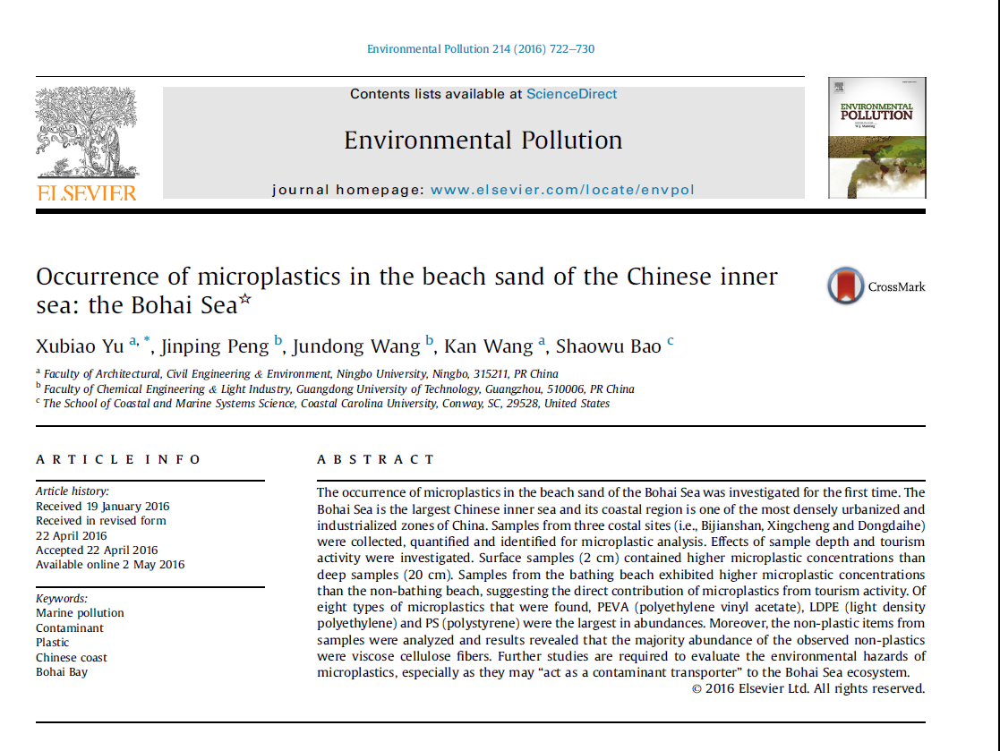 Environmental Pollution 214 (2016) 722–730
Contents lists available at ScienceDirect
Environmental Pollution
journal homepage: www.elsevier.com/locate/envpol
ELSEVIER
ENVIRONMENTAL
POLLUTION
Occurrence of microplastics in the beach sand of the Chinese inner
sea: the Bohai Sea☆
CrossMark
Xubiao Yu a, *, Jinping Peng b, Jundong Wang b, Kan Wang a, Shaowu Bao c
a Faculty of Architectural, Civil Engineering & Environment, Ningbo University, Ningbo, 315211, PR China
b Faculty of Chemical Engineering & Light Industry, Guangdong University of Technology, Guangzhou, 510006, PR China
c The School of Coastal and Marine Systems Science, Coastal Carolina University, Conway, SC, 29528, United States
ARTICLE INFO
Article history:
Received 19 January 2016
Received in revised form
22 April 2016
Accepted 22 April 2016
Available online 2 May 2016
Keywords:
Marine pollution
Contaminant
Plastic
Chinese coast
Bohai Bay
ABSTRACT
The occurrence of microplastics in the beach sand of the Bohai Sea was investigated for the first time. The
Bohai Sea is the largest Chinese inner sea and its coastal region is one of the most densely urbanized and
industrialized zones of China. Samples from three costal sites (i.e., Bijianshan, Xingcheng and Dongdaihe)
were collected, quantified and identified for microplastic analysis. Effects of sample depth and tourism
activity were investigated. Surface samples (2 cm) contained higher microplastic concentrations than
deep samples (20 cm). Samples from the bathing beach exhibited higher microplastic concentrations
than the non-bathing beach, suggesting the direct contribution of microplastics from tourism activity. Of
eight types of microplastics that were found, PEVA (polyethylene vinyl acetate), LDPE (light density
polyethylene) and PS (polystyrene) were the largest in abundances. Moreover, the non-plastic items from
samples were analyzed and results revealed that the majority abundance of the observed non-plastics
were viscose cellulose fibers. Further studies are required to evaluate the environmental hazards of
microplastics, especially as they may “act as a contaminant transporter” to the Bohai Sea ecosystem.
© 2016 Elsevier Ltd. All rights reserved.